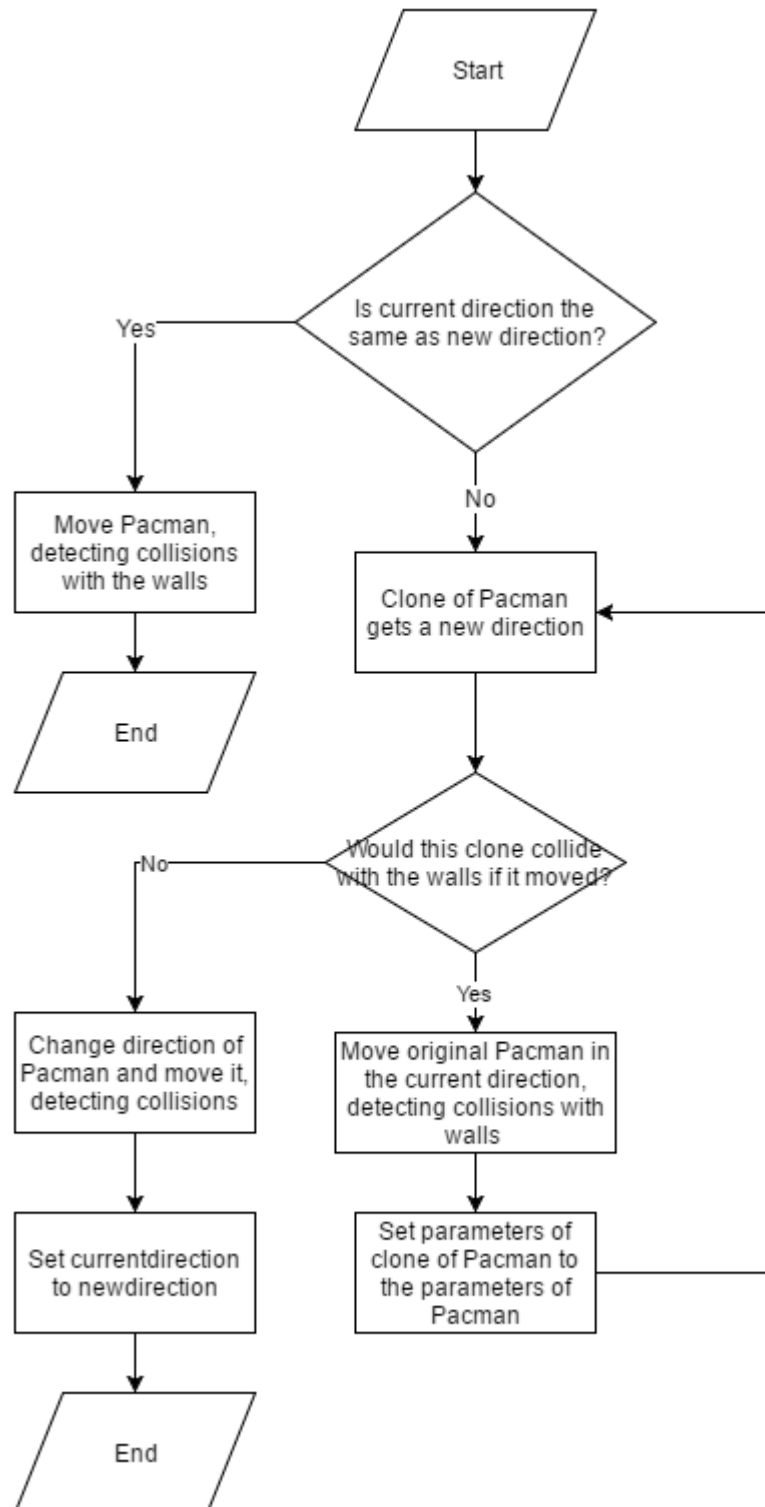 Start
Is current direction the
same as new direction?
Yes
No
Move Pacman,
detecting collisions
with the walls
Clone of Pacman
gets a new direction
End
Would this clone collide
with the walls if it moved?
No
Yes
Change direction of
Pacman and move it,
detecting collisions
Move original Pacman in
the current direction,
detecting collisions with
walls
Set currentdirection
to newdirection
Set parameters of
clone of Pacman to
the parameters of
Pacman
End